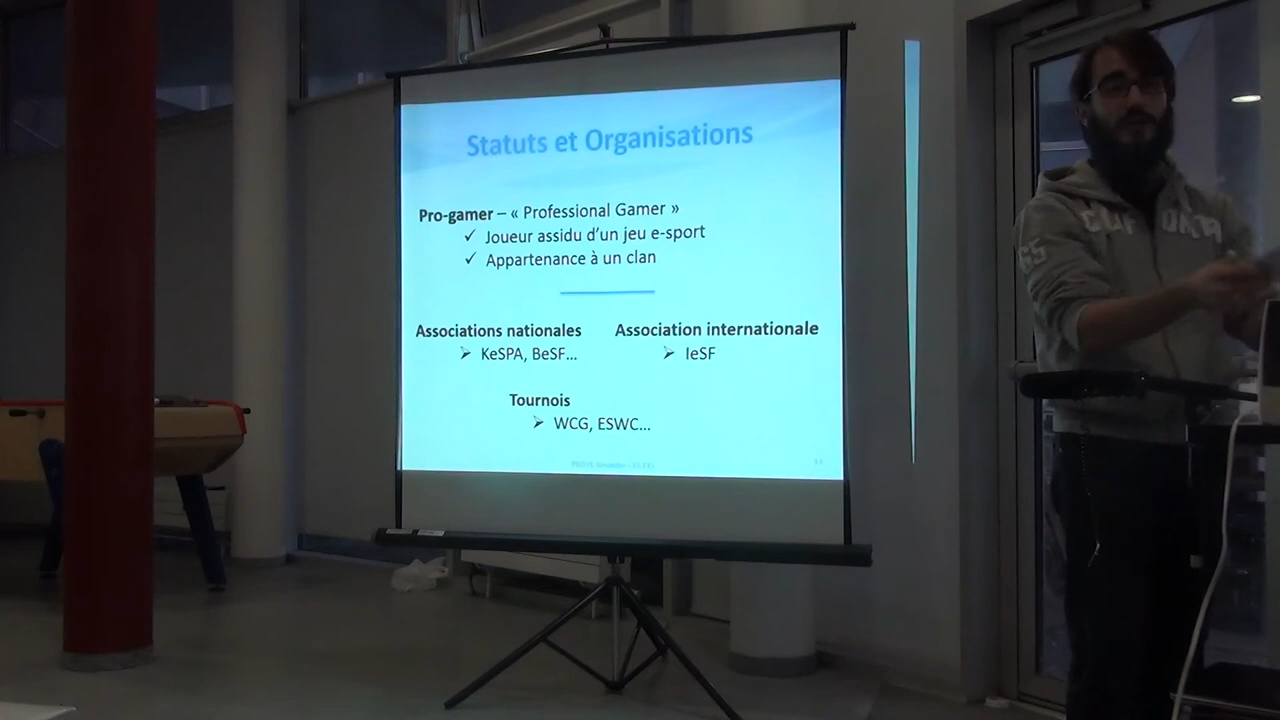 Statuts et Organisations
Pro-gamer – « Professional Gamer »
✓ Joueur assidu d'un jeu e-sport
✓ Appartenance à un clan
Associations nationales
➢ KeSPA, BeSF...
Association internationale
➢ IeSF
Tournois
➢ WCG, ESWC...
65